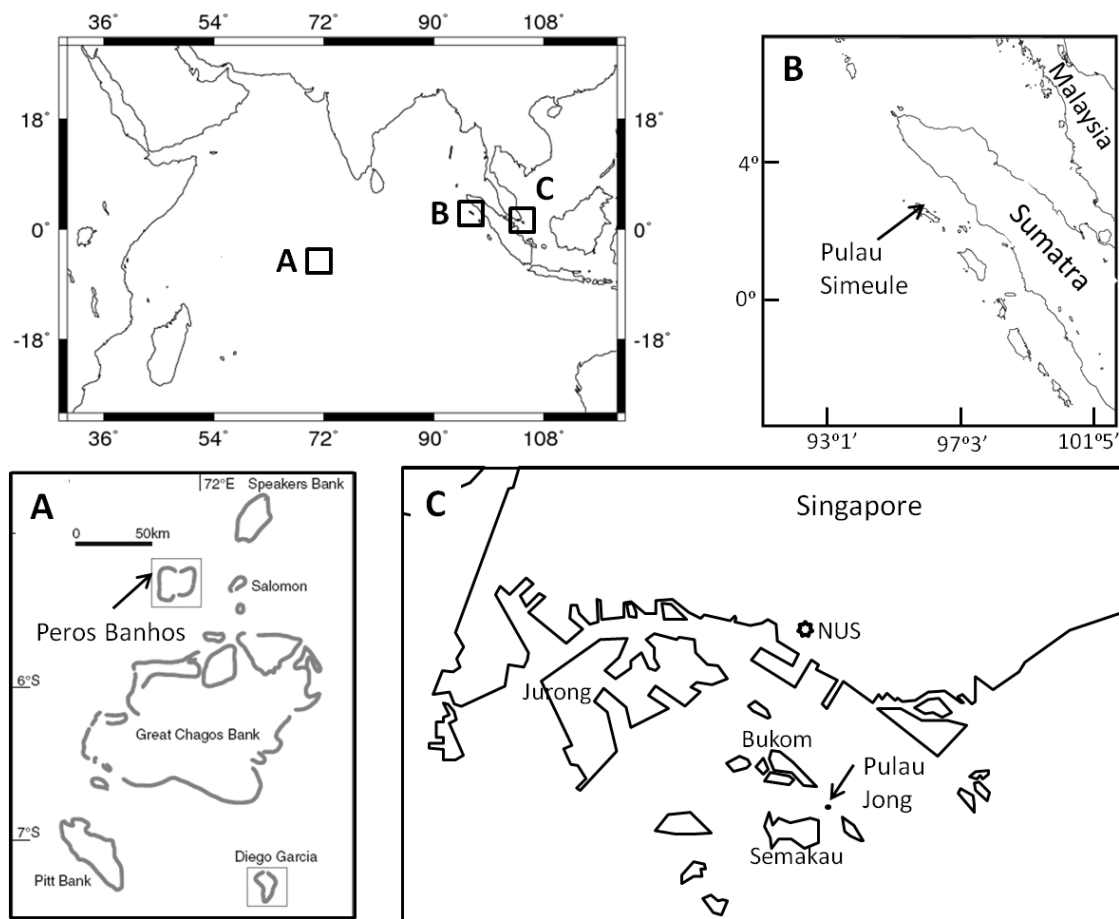 36° 54° 72° 90° 108°
18° 18°
0° 0°
-18° -18°
36° 54° 72° 90° 108°
A
B
C
B
Malaysia
4°
Sumatra
Pulau
Simeule
0°
93°1' 97°3' 101°5'
A
72°E
Speakers Bank
0 50km
Salomon
Peros Banhos
6°S
Great Chagos Bank
7°S
Diego Garcia
Pitt Bank
C
Singapore
NUS
Jurong
Bukom
Pulau
Jong
Semakau